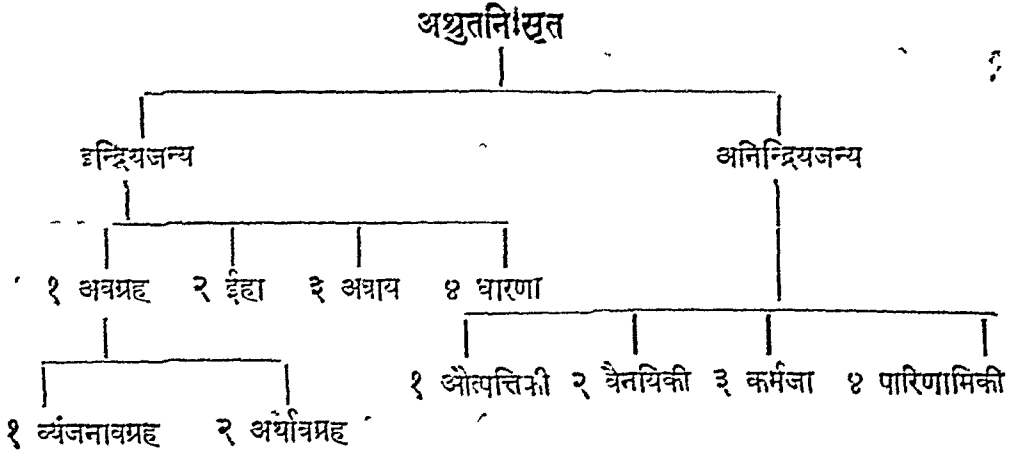 अश्रुतनिःसृत
इन्द्रियजन्य अनिन्द्रियजन्य
१ अवग्रह २ ईहा ३ अवाय ४ धारणा
१ औत्पत्तिकी २ वैनयिकी ३ कर्मजा ४ पारिणामिकी
१ व्यंजनावग्रह २ अर्थावग्रह